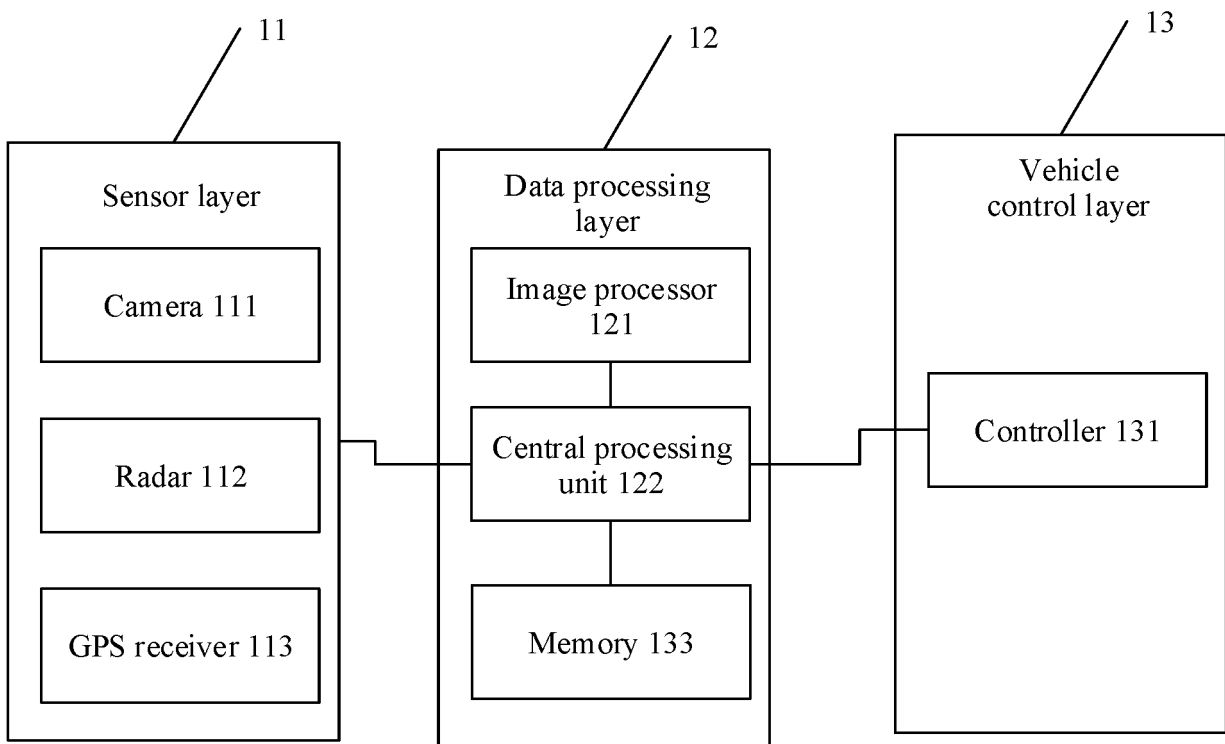 11
12
13
Sensor layer
Camera 111
Radar 112
GPS receiver 113
Data processing
layer
Image processor
121
Central processing
unit 122
Memory 133
Vehicle
control layer
Controller 131